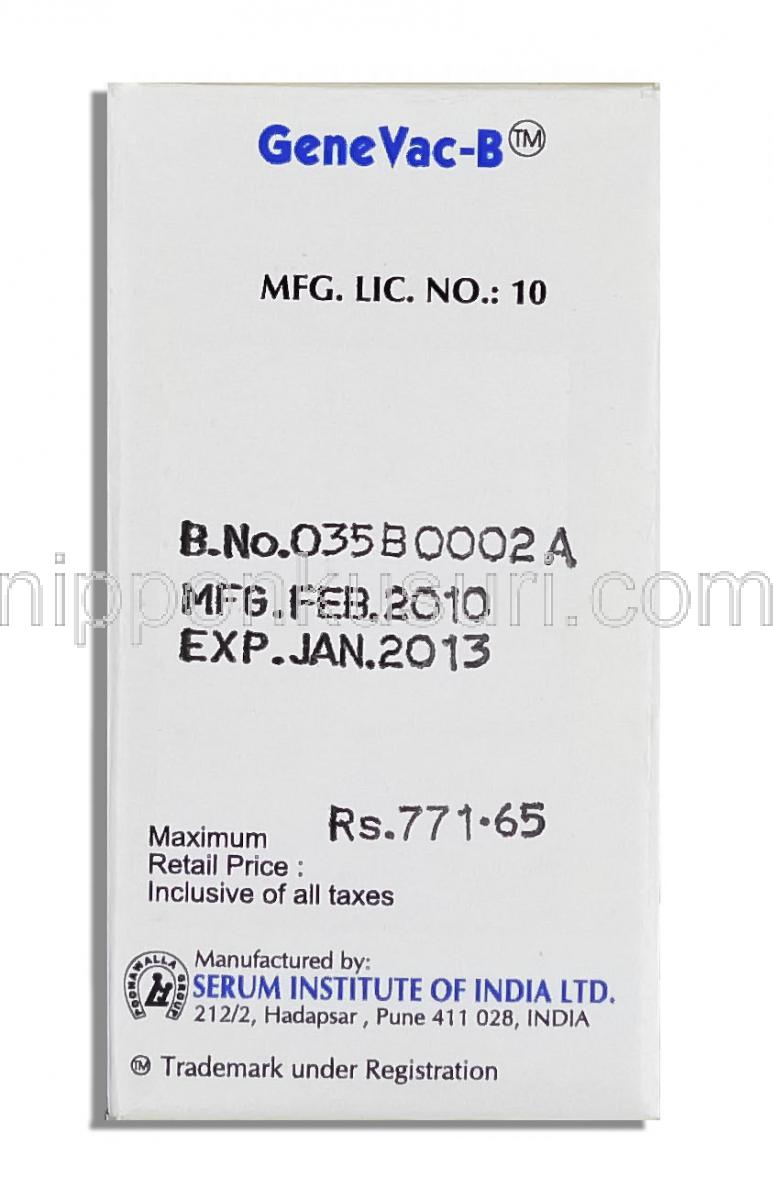 GeneVac-B™
MFG. LIC. NO.: 10
B.No.035B0002A
nipponkusuri.com
MFG.FEB.2010
EXP.JAN.2013
Rs.771·65
Maximum
Retail Price :
Inclusive of all taxes
POONAWALLA GROUP
Manufactured by:
SERUM INSTITUTE OF INDIA LTD.
212/2, Hadapsar , Pune 411 028, INDIA
™ Trademark under Registration